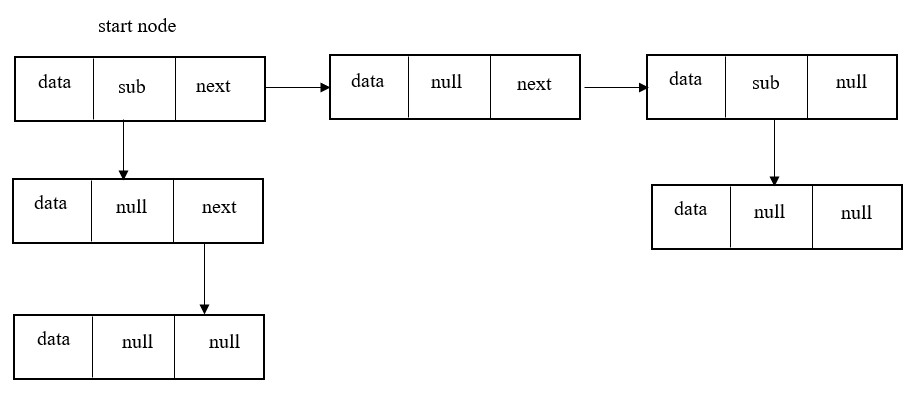 start node
data sub next
data null next
data sub null
data null next
data null null
data null null